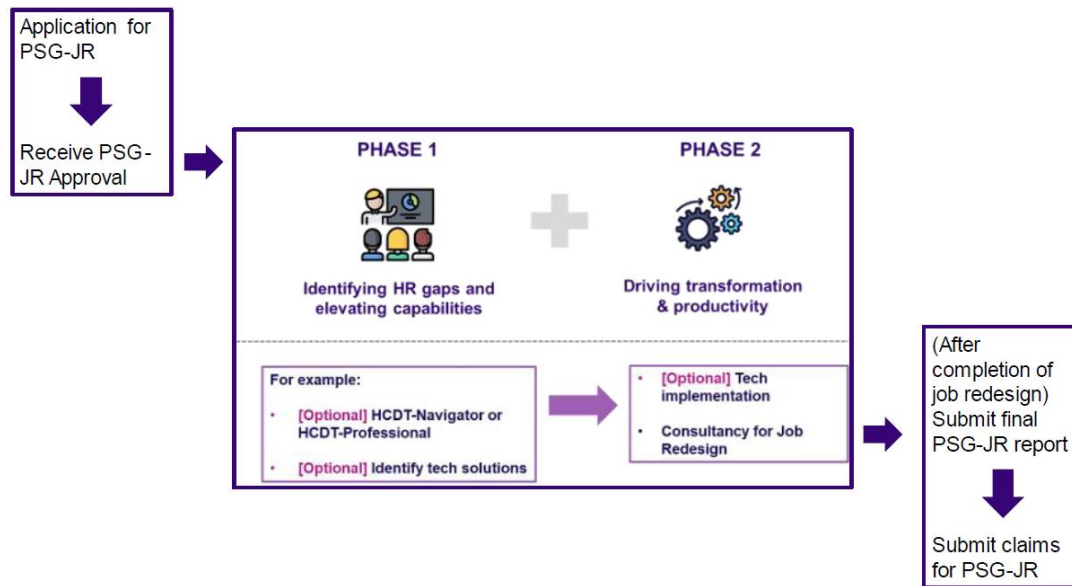 Application for
PSG-JR
Receive PSG-
JR Approval
PHASE 1
Identifying HR gaps and
elevating capabilities
For example:
• [Optional] HCDT-Navigator or
HCDT-Professional
• [Optional] Identify tech solutions
PHASE 2
Driving transformation
& productivity
• [Optional] Tech
implementation
• Consultancy for Job
Redesign
(After
completion of
job redesign)
Submit final
PSG-JR report
Submit claims
for PSG-JR